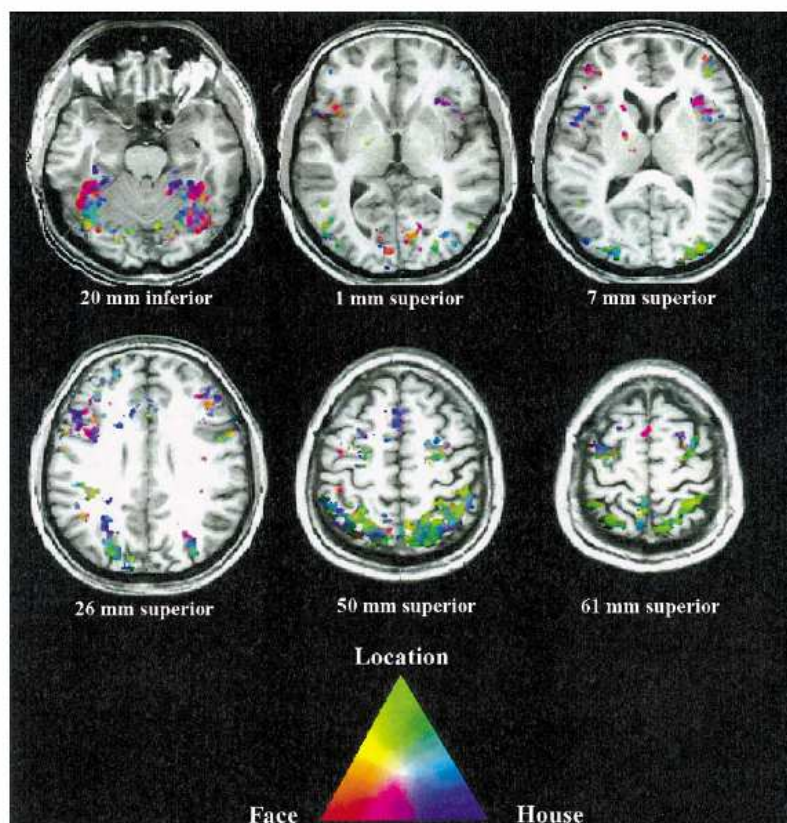 20 mm inferior
1 mm superior
7 mm superior
26 mm superior
50 mm superior
61 mm superior
Location
Face
House